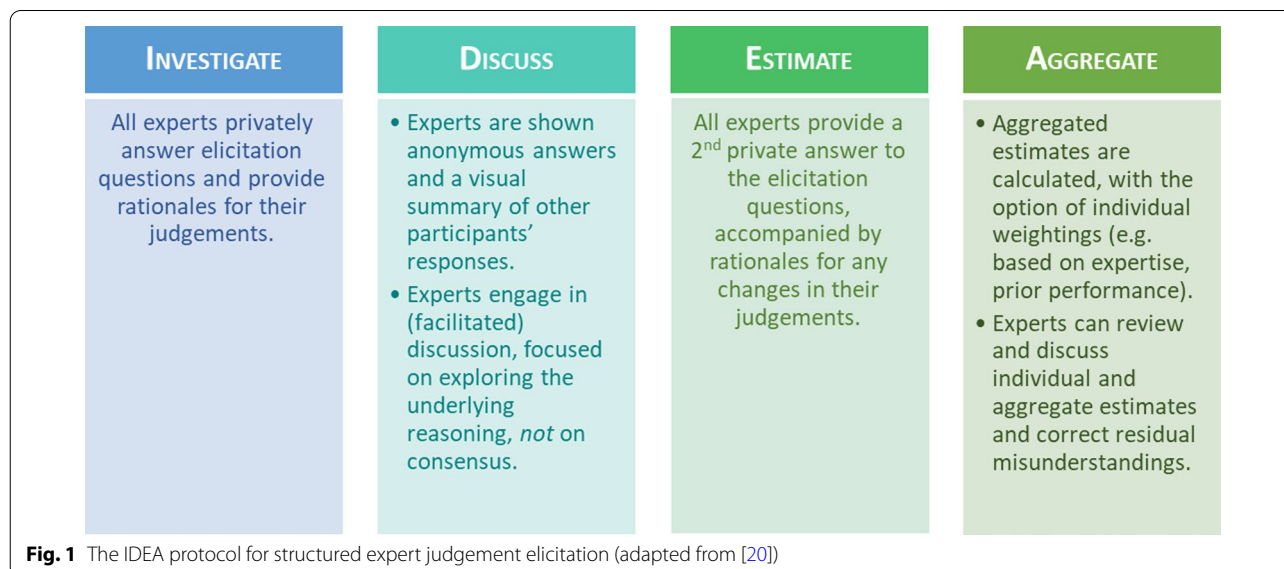 INVESTIGATE
All experts privately
answer elicitation
questions and provide
rationales for their
judgements.
DISCUSS
• Experts are shown
anonymous answers
and a visual
summary of other
participants’
responses.
• Experts engage in
(facilitated)
discussion, focused
on exploring the
underlying
reasoning, not on
consensus.
ESTIMATE
All experts provide a
2nd private answer to
the elicitation
questions,
accompanied by
rationales for any
changes in their
judgements.
AGGREGATE
• Aggregated
estimates are
calculated, with the
option of individual
weightings (e.g.
based on expertise,
prior performance).
• Experts can review
and discuss
individual and
aggregate estimates
and correct residual
misunderstandings.
Fig. 1 The IDEA protocol for structured expert judgement elicitation (adapted from [20])